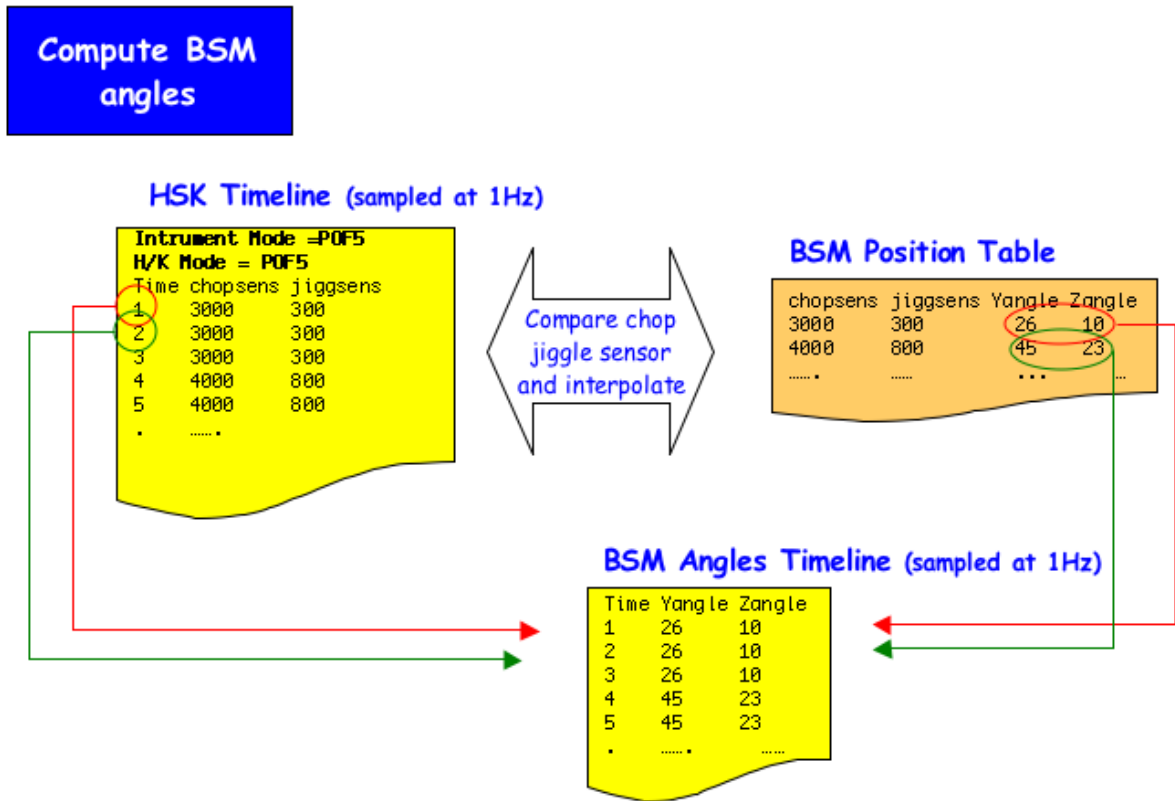 Compute BSM
angles
HSK Timeline (sampled at 1Hz)
Intrument Mode =POF5
H/K Mode = POF5
Time chopsens jiggsens
1 3000 300
2 3000 300
3 3000 300
4 4000 800
5 4000 800
. .......
Compare chop
jiggle sensor
and interpolate
BSM Position Table
chopsens jiggsens Yangle Zangle
3000 300 26 10
4000 800 45 23
....... ...... ... ...
BSM Angles Timeline (sampled at 1Hz)
Time Yangle Zangle
1 26 10
2 26 10
3 26 10
4 45 23
5 45 23
. ....... ......